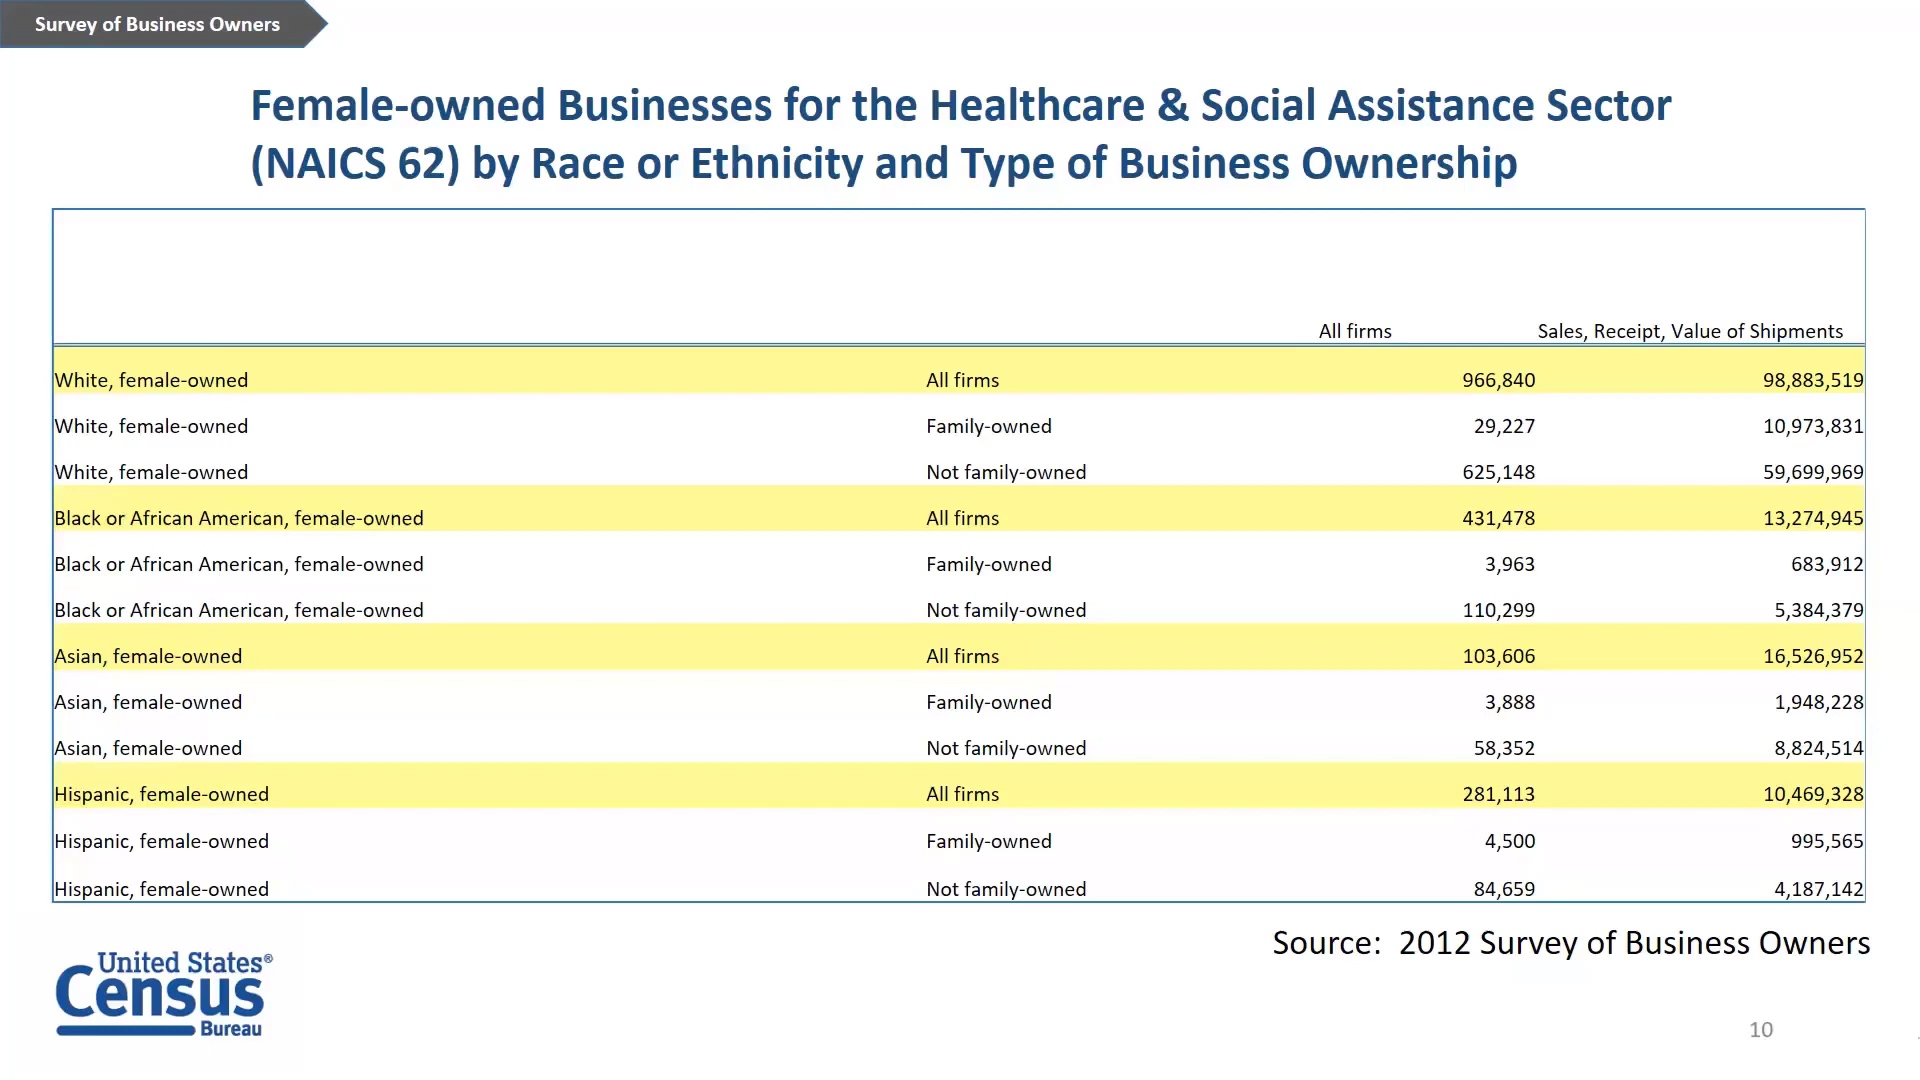 Survey of Business Owners
Female-owned Businesses for the Healthcare & Social Assistance Sector
(NAICS 62) by Race or Ethnicity and Type of Business Ownership
All firms Sales, Receipt, Value of Shipments
White, female-owned All firms 966,840 98,883,519
White, female-owned Family-owned 29,227 10,973,831
White, female-owned Not family-owned 625,148 59,699,969
Black or African American, female-owned All firms 431,478 13,274,945
Black or African American, female-owned Family-owned 3,963 683,912
Black or African American, female-owned Not family-owned 110,299 5,384,379
Asian, female-owned All firms 103,606 16,526,952
Asian, female-owned Family-owned 3,888 1,948,228
Asian, female-owned Not family-owned 58,352 8,824,514
Hispanic, female-owned All firms 281,113 10,469,328
Hispanic, female-owned Family-owned 4,500 995,565
Hispanic, female-owned Not family-owned 84,659 4,187,142
Source:  2012 Survey of Business Owners
United States®
Census
Bureau
10